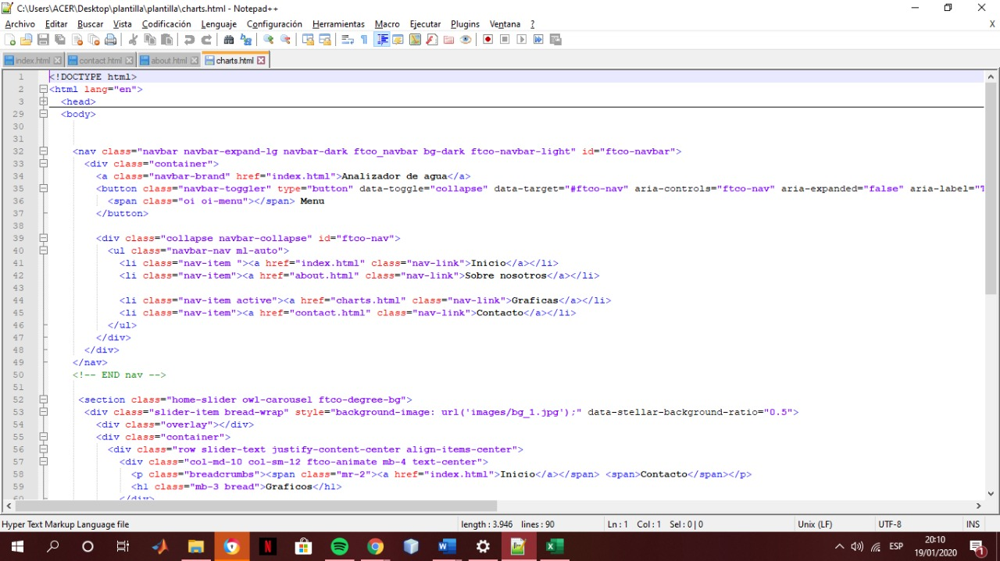 C:\Users\ACER\Desktop\plantilla\plantilla\charts.html - Notepad++
Archivo Editar Buscar Vista Codificación Lenguaje Configuración Herramientas Macro Ejecutar Plugins Ventana ? X
index.html contact.html about.html charts.html
1 <!DOCTYPE html>
2 <html lang="en">
3 <head>
29 <body>
30
31
32 <nav class="navbar navbar-expand-lg navbar-dark ftco_navbar bg-dark ftco-navbar-light" id="ftco-navbar">
33 <div class="container">
34 <a class="navbar-brand" href="index.html">Analizador de agua</a>
35 <button class="navbar-toggler" type="button" data-toggle="collapse" data-target="#ftco-nav" aria-controls="ftco-nav" aria-expanded="false" aria-label="T
36 <span class="oi oi-menu"></span> Menu
37 </button>
38
39 <div class="collapse navbar-collapse" id="ftco-nav">
40 <ul class="navbar-nav ml-auto">
41 <li class="nav-item "><a href="index.html" class="nav-link">Inicio</a></li>
42 <li class="nav-item"><a href="about.html" class="nav-link">Sobre nosotros</a></li>
43
44 <li class="nav-item active"><a href="charts.html" class="nav-link">Graficas</a></li>
45 <li class="nav-item"><a href="contact.html" class="nav-link">Contacto</a></li>
46 </ul>
47 </div>
48 </div>
49 </nav>
50 <!-- END nav -->
51
52 <section class="home-slider owl-carousel ftco-degree-bg">
53 <div class="slider-item bread-wrap" style="background-image: url('images/bg_1.jpg');" data-stellar-background-ratio="0.5">
54 <div class="overlay"></div>
55 <div class="container">
56 <div class="row slider-text justify-content-center align-items-center">
57 <div class="col-md-10 col-sm-12 ftco-animate mb-4 text-center">
58 <p class="breadcrumbs"><span class="mr-2"><a href="index.html">Inicio</a></span> <span>Contacto</span></p>
59 <h1 class="mb-3 bread">Graficos</h1>
60 </div>
Hyper Text Markup Language file length : 3.946 lines : 90 Ln : 1 Col : 1 Sel : 0 | 0 Unix (LF) UTF-8 INS
ESP 20:10
19/01/2020 1